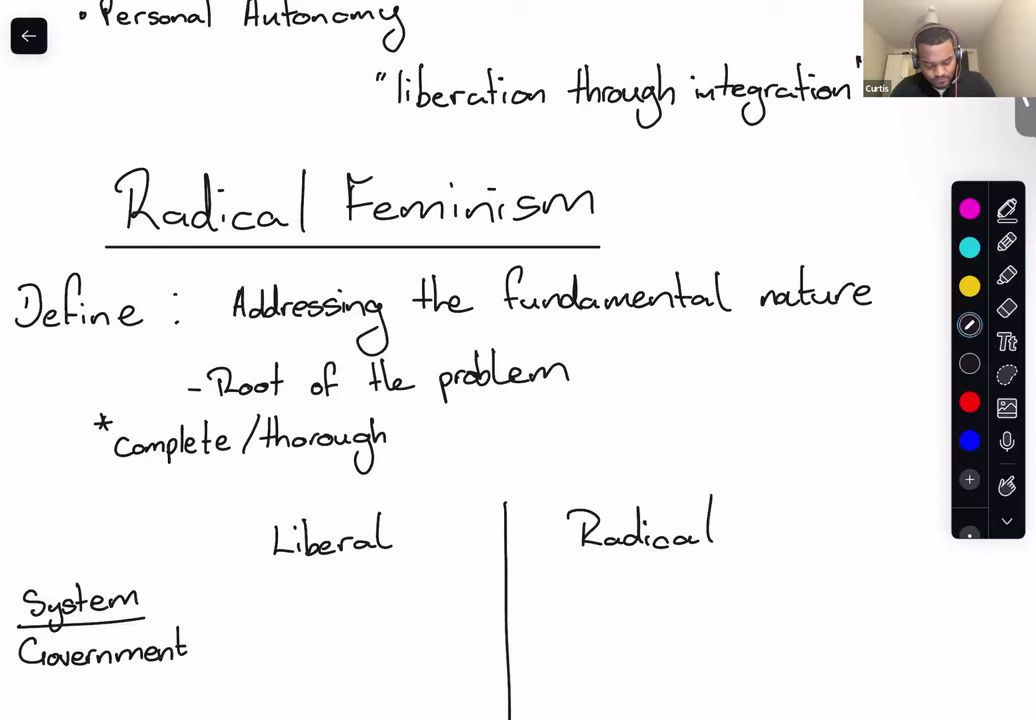 • Personal Autonomy
"liberation through integration"
Curtis
Radical Feminism
Define : Addressing the fundamental nature
- Root of the problem
* complete/thorough
Liberal Radical
System
Government
Tt